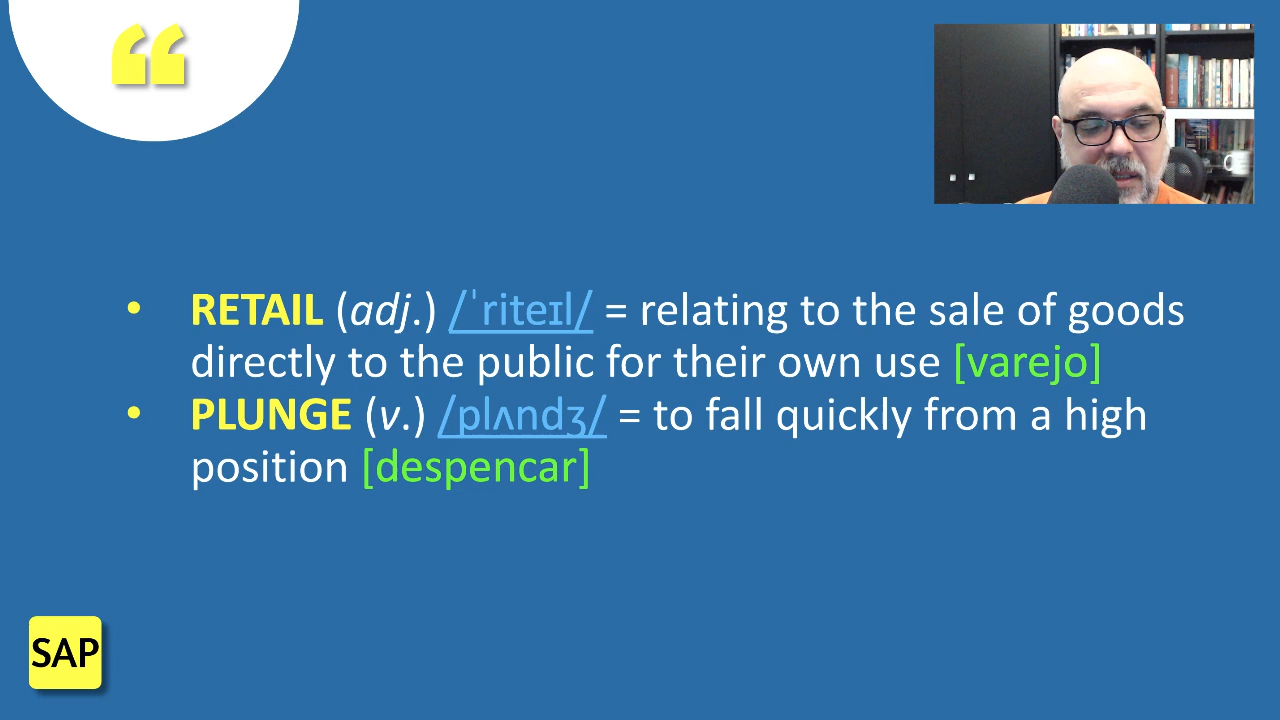 “
• RETAIL (adj.) /ˈriteɪl/ = relating to the sale of goods
directly to the public for their own use [varejo]
• PLUNGE (v.) /plʌndʒ/ = to fall quickly from a high
position [despencar]
SAP